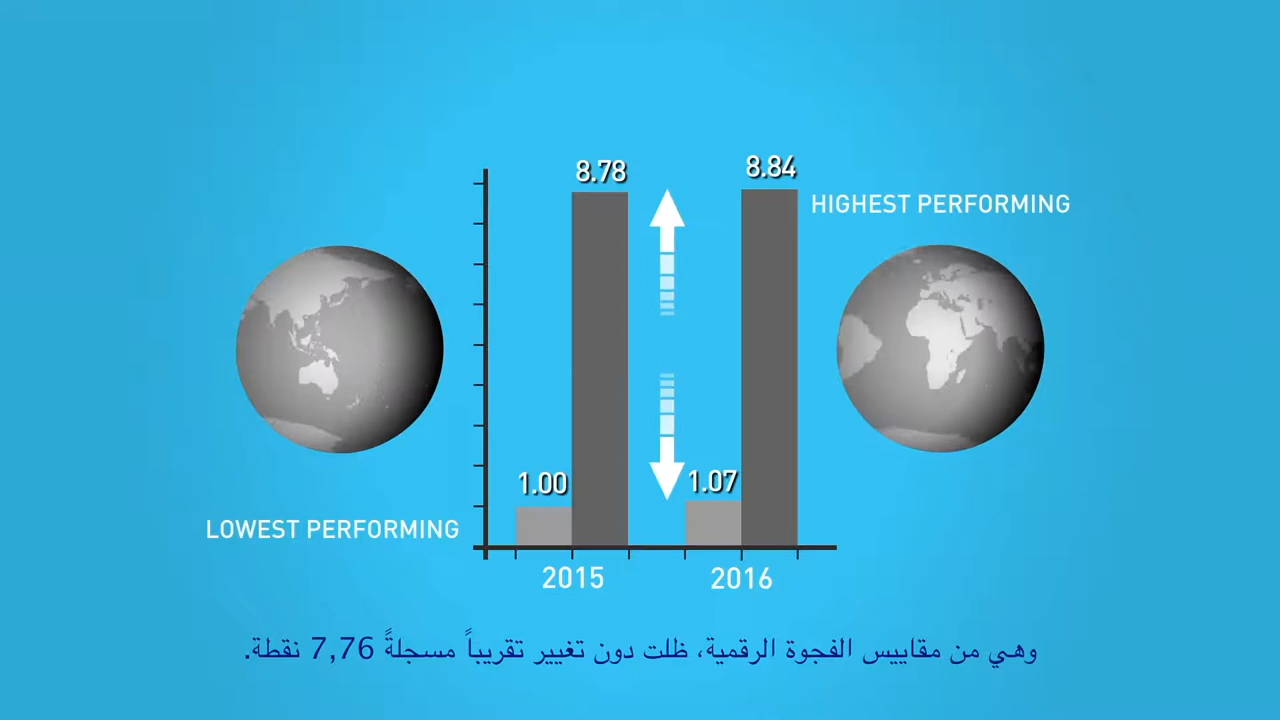 8.78
8.84
HIGHEST PERFORMING
1.00
1.07
LOWEST PERFORMING
2015
2016
وهي من مقاييس الفجوة الرقمية، ظلت دون تغيير تقريباً مسجلةً 7,76 نقطة.